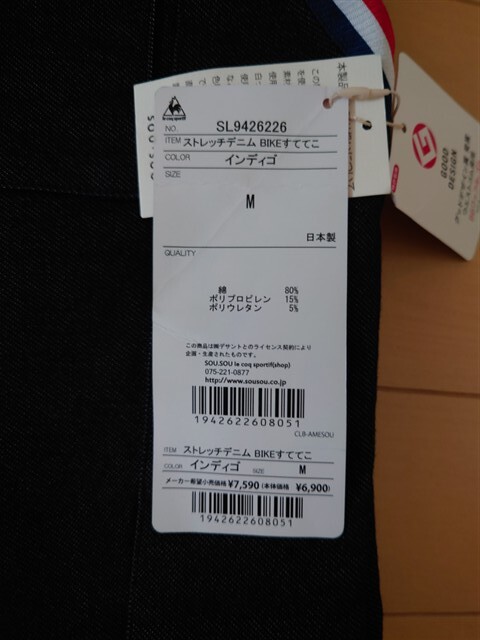 le coq sportif
NO. SL9426226
ITEM ストレッチデニム BIKEすててこ
COLOR インディゴ
SIZE
M
日本製
QUALITY
綿 80%
ポリプロピレン 15%
ポリウレタン 5%
この商品は㈱デサントとのライセンス契約により
企画・生産されたものです。
SOU.SOU le coq sportif(shop)
075-221-0877
http://www.sousou.co.jp
1942622608051
CLB-AMESOU
ITEM ストレッチデニム BIKEすててこ
COLOR インディゴ SIZE M
メーカー希望小売価格 ¥7,590 (本体価格 ¥6,900)
1942622608051
SOU・SOU
本製品
GOOD
DESIGN